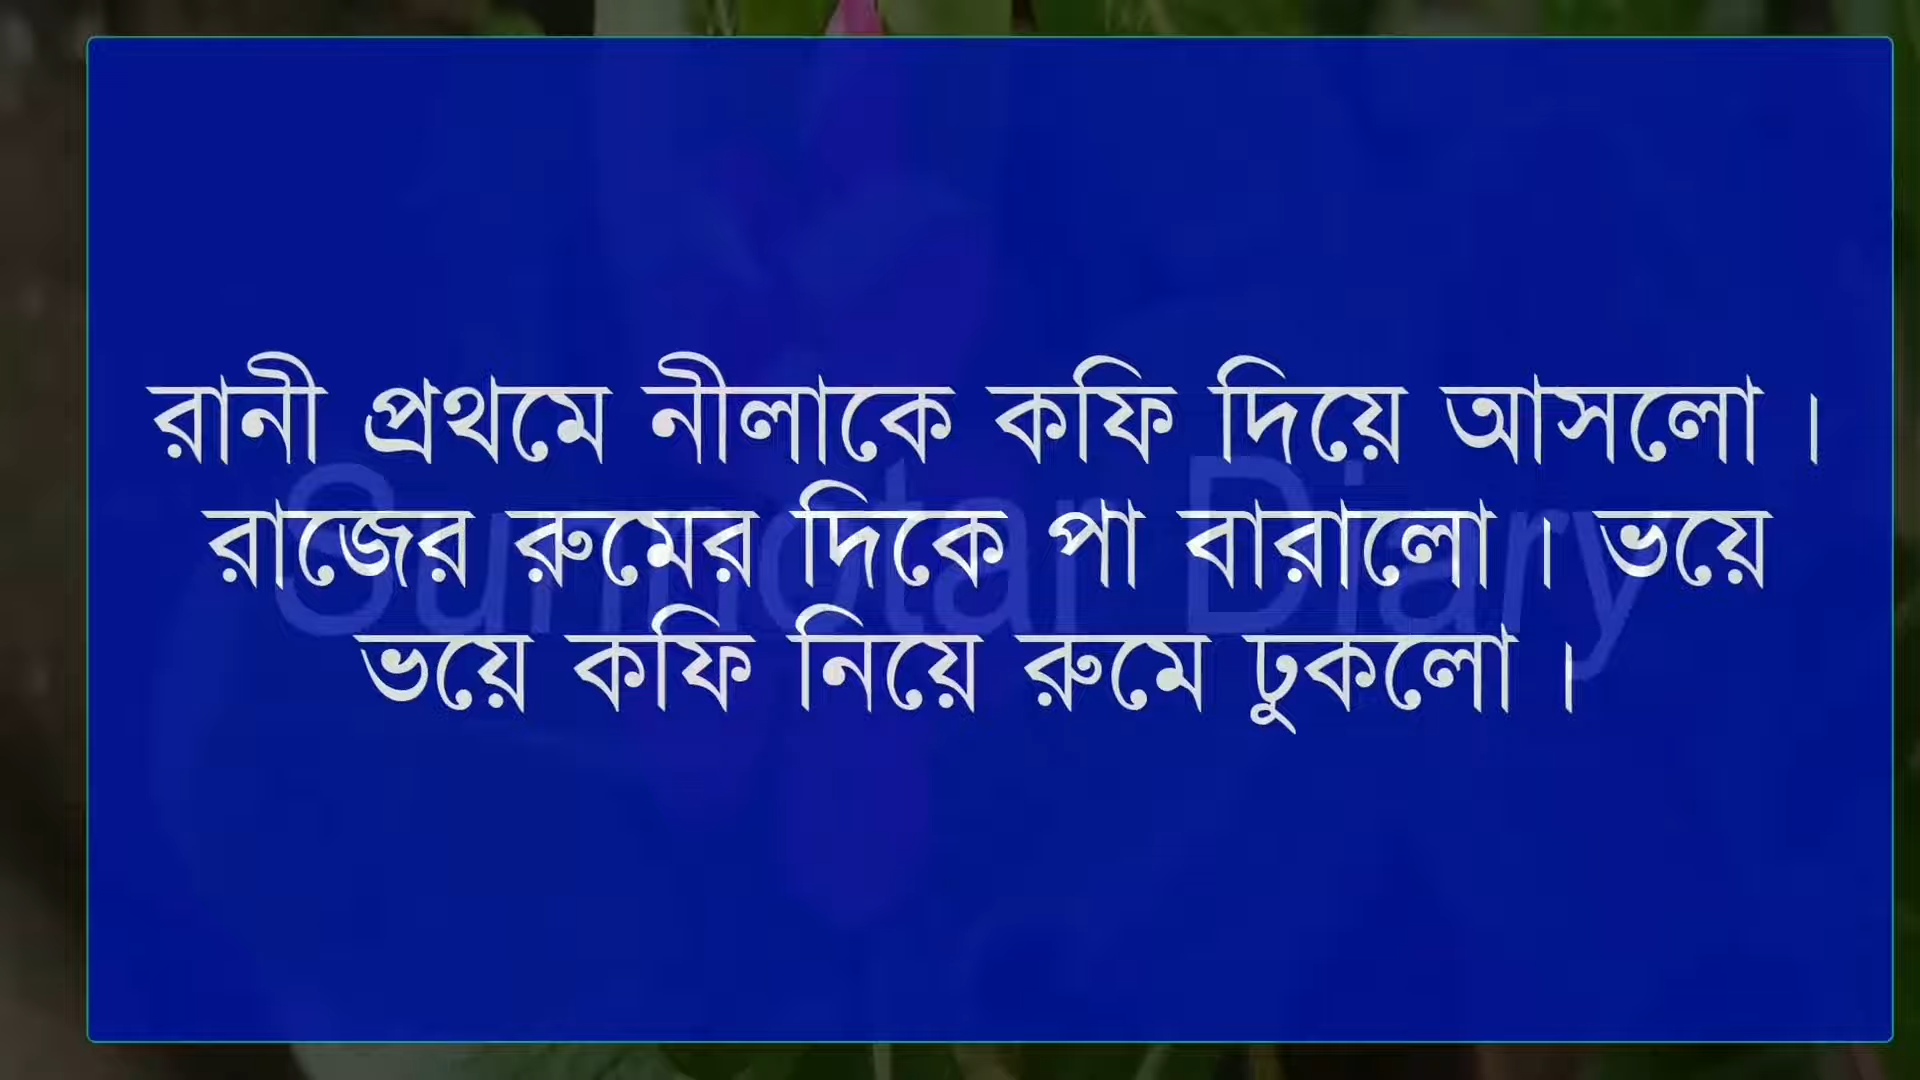 রানী প্রথমে নীলাকে কফি দিয়ে আসলো ।
রাজের রুমের দিকে পা বারালো । ভয়ে
ভয়ে কফি নিয়ে রুমে ঢুকলো ।